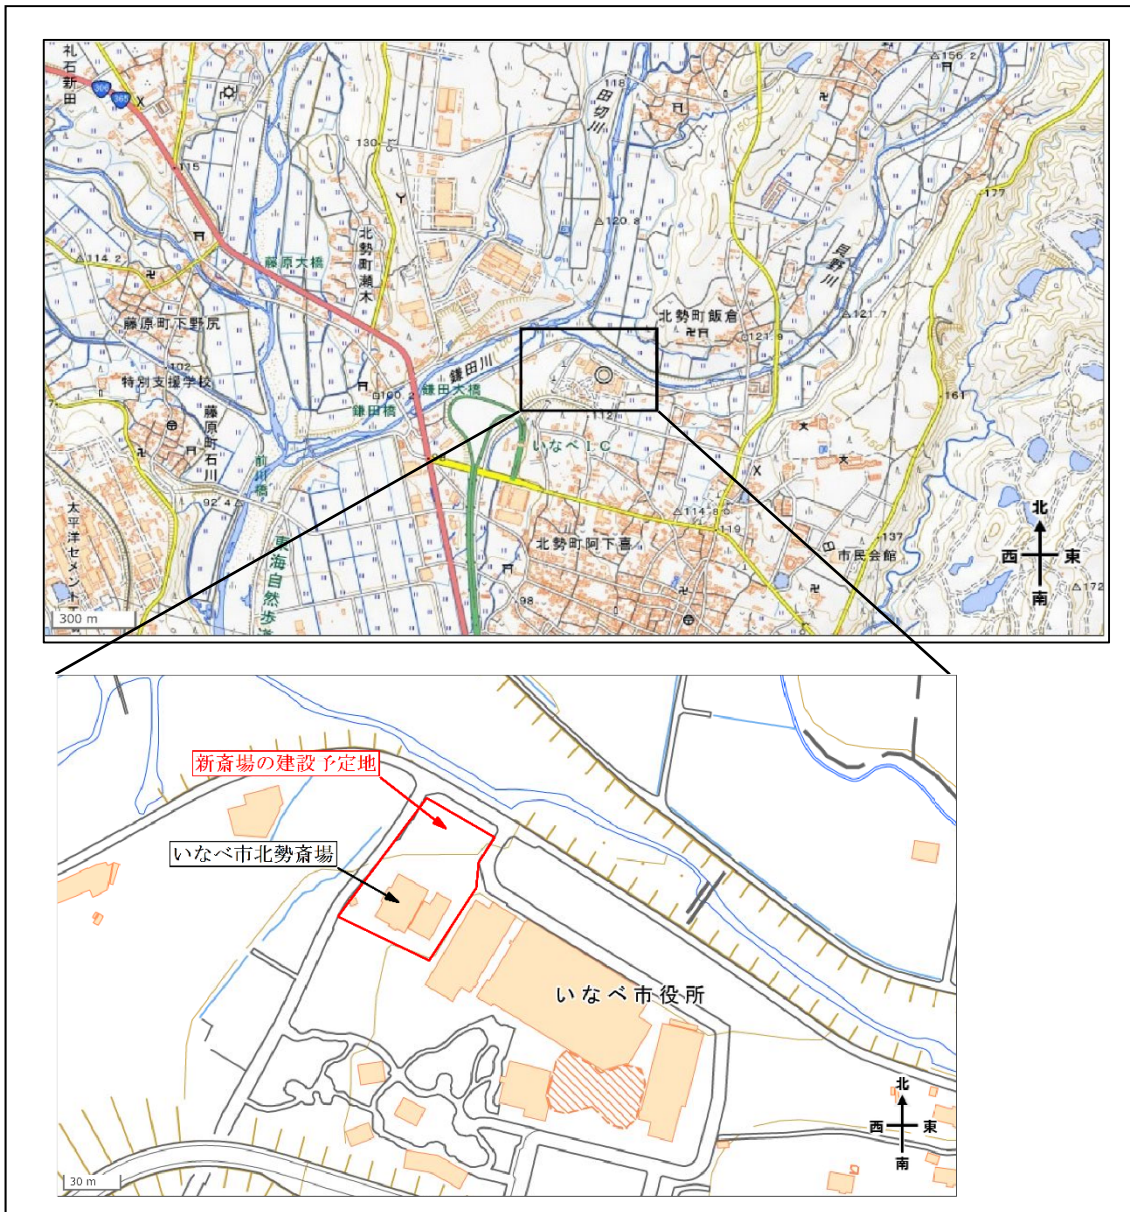 礼石新田
306
365
118
田切川
156.2
150
130
115
177
120.8
北勢町瀬木
藤原大橋
114.2
員野川
北勢町飯倉
121.7
121.9
藤原町下野尻
鎌田川
102
特別支援学校
鎌田大橋
100.2
鎌田橋
161
150
112
いなべＩＣ
藤原町石川
前川橋
92.4
98
114.8
119
北勢町阿下喜
137
市民会館
太平洋セメント工
東海自然歩道
98
172
北
西
東
南
300 m
新斎場の建設予定地
いなべ市北勢斎場
いなべ市役所
北
西
東
南
30 m